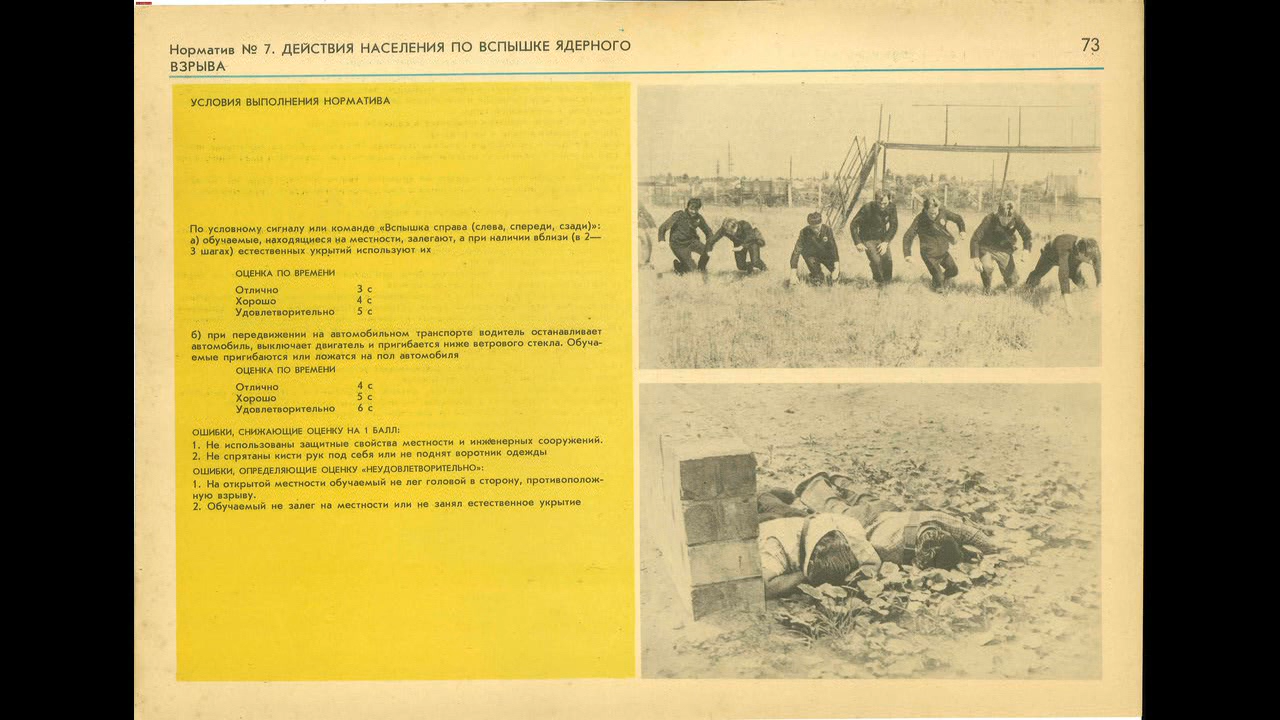 Норматив № 7. ДЕЙСТВИЯ НАСЕЛЕНИЯ ПО ВСПЫШКЕ ЯДЕРНОГО
ВЗРЫВА
73
УСЛОВИЯ ВЫПОЛНЕНИЯ НОРМАТИВА
По условному сигналу или команде «Вспышка справа (слева, спереди, сзади)»:
а) обучаемые, находящиеся на местности, залегают, а при наличии вблизи (в 2—
3 шагах) естественных укрытий используют их
ОЦЕНКА ПО ВРЕМЕНИ
Отлично 3 с
Хорошо 4 с
Удовлетворительно 5 с
б) при передвижении на автомобильном транспорте водитель останавливает
автомобиль, выключает двигатель и пригибается ниже ветрового стекла. Обуча-
емые пригибаются или ложатся на пол автомобиля
ОЦЕНКА ПО ВРЕМЕНИ
Отлично 4 с
Хорошо 5 с
Удовлетворительно 6 с
ОШИБКИ, СНИЖАЮЩИЕ ОЦЕНКУ НА 1 БАЛЛ:
1. Не использованы защитные свойства местности и инженерных сооружений.
2. Не спрятаны кисти рук под себя или не поднят воротник одежды
ОШИБКИ, ОПРЕДЕЛЯЮЩИЕ ОЦЕНКУ «НЕУДОВЛЕТВОРИТЕЛЬНО»:
1. На открытой местности обучаемый не лег головой в сторону, противополож-
ную взрыву.
2. Обучаемый не залег на местности или не занял естественное укрытие